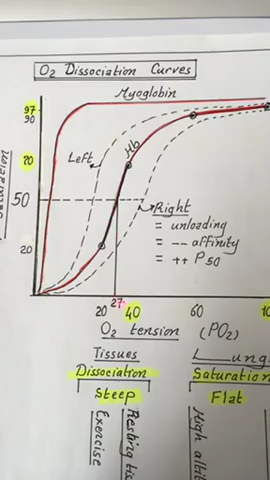 O2 Dissociation Curves
Myoglobin
97
90
Left
Hb
70
50
Right
= unloading
= -- affinity
= ++ P50
20
20
27
40
60
O2 tension (PO2)
Tissues
Lung
Dissociation
Saturation
Steep
Flat
Exercise
Resting
High